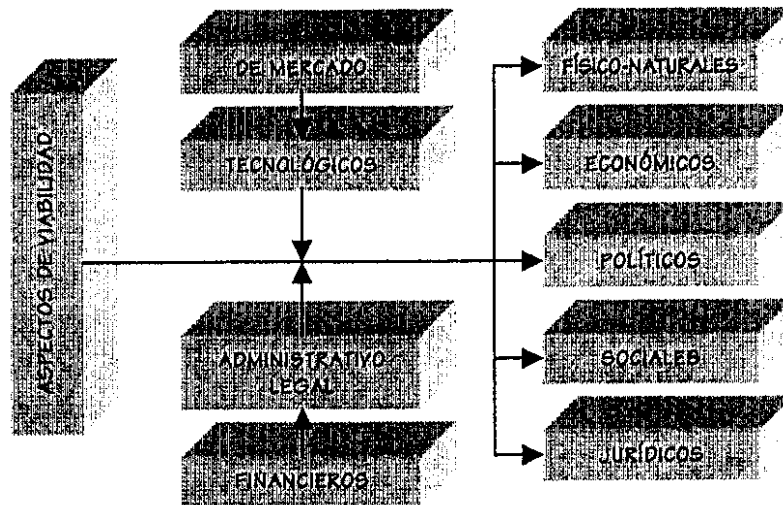 ASPECTOS DE VIABILIDAD
DE MERCADO
TECNOLÓGICOS
ADMINISTRATIVO
LEGAL
FINANCIEROS
FÍSICO-NATURALES
ECONÓMICOS
POLÍTICOS
SOCIALES
JURÍDICOS